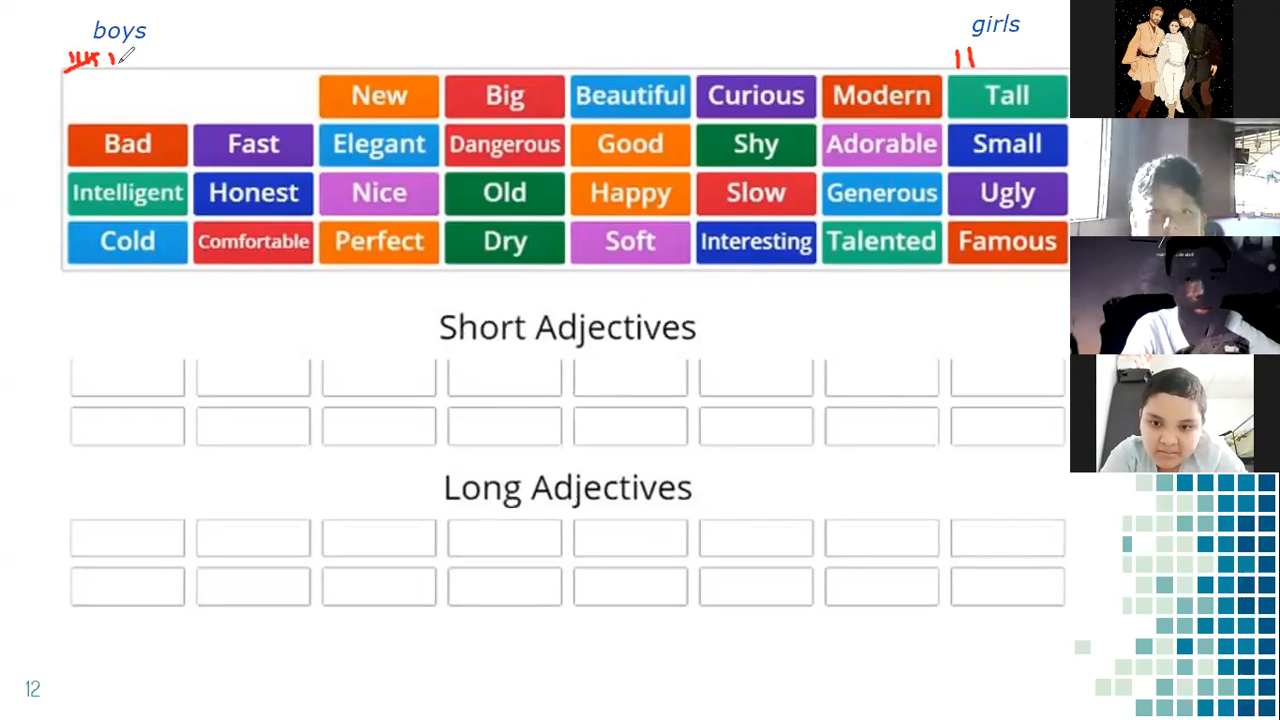 boys girls
New Big Beautiful Curious Modern Tall
Bad Fast Elegant Dangerous Good Shy Adorable Small
Intelligent Honest Nice Old Happy Slow Generous Ugly
Cold Comfortable Perfect Dry Soft Interesting Talented Famous
Short Adjectives
Long Adjectives
12